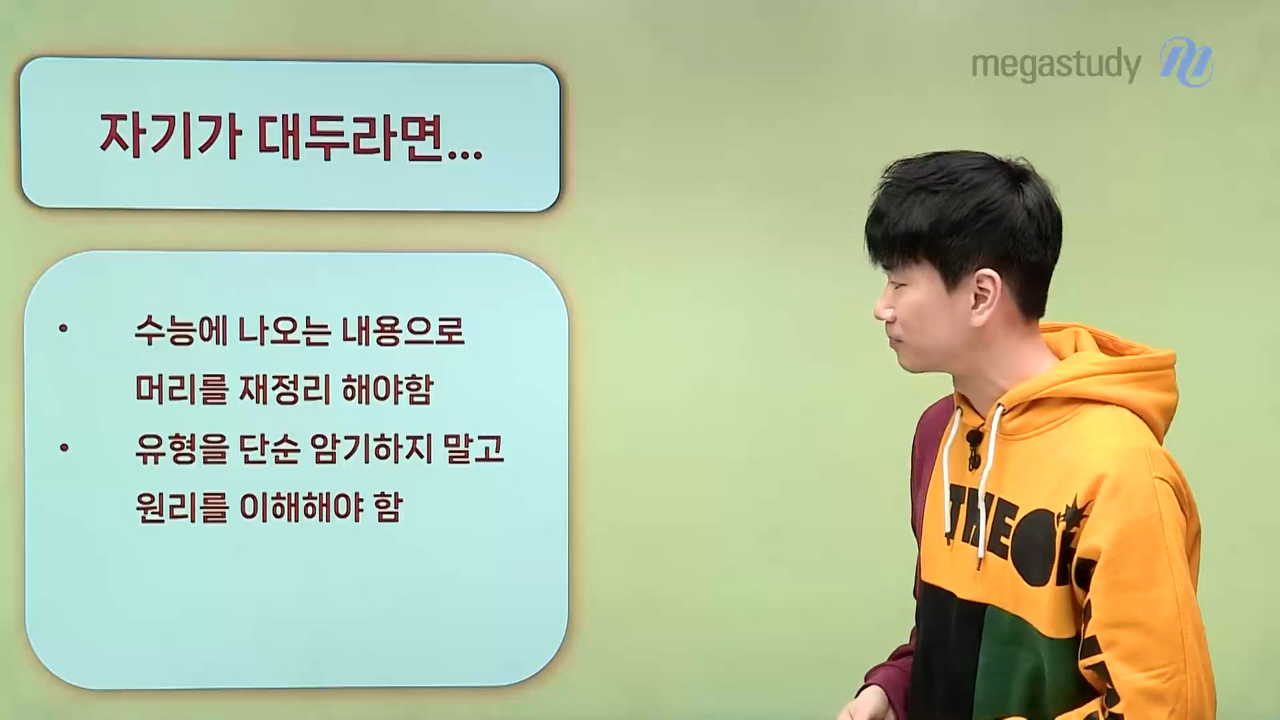 megastudy
자기가 대두라면...
• 수능에 나오는 내용으로
머리를 재정리 해야함
• 유형을 단순 암기하지 말고
원리를 이해해야 함
THE